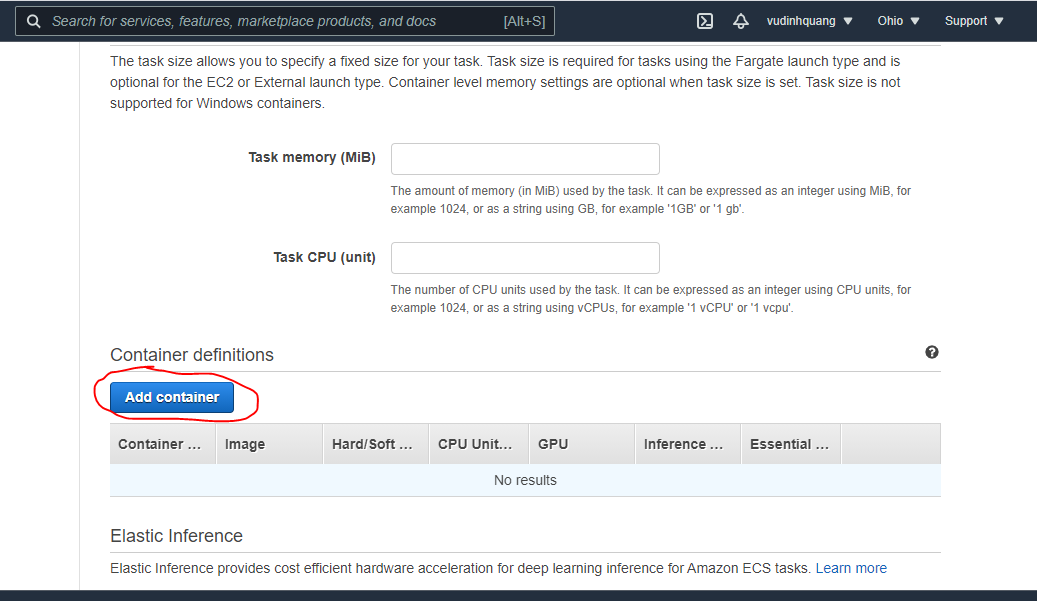 Search for services, features, marketplace products, and docs [Alt+S] vudinhquang Ohio Support
The task size allows you to specify a fixed size for your task. Task size is required for tasks using the Fargate launch type and is
optional for the EC2 or External launch type. Container level memory settings are optional when task size is set. Task size is not
supported for Windows containers.
Task memory (MiB)
The amount of memory (in MiB) used by the task. It can be expressed as an integer using MiB, for
example 1024, or as a string using GB, for example '1GB' or '1 gb'.
Task CPU (unit)
The number of CPU units used by the task. It can be expressed as an integer using CPU units, for
example 1024, or as a string using vCPUs, for example '1 vCPU' or '1 vcpu'.
Container definitions
Add container
Container ... Image Hard/Soft ... CPU Unit... GPU Inference ... Essential ...
No results
Elastic Inference
Elastic Inference provides cost efficient hardware acceleration for deep learning inference for Amazon ECS tasks. Learn more